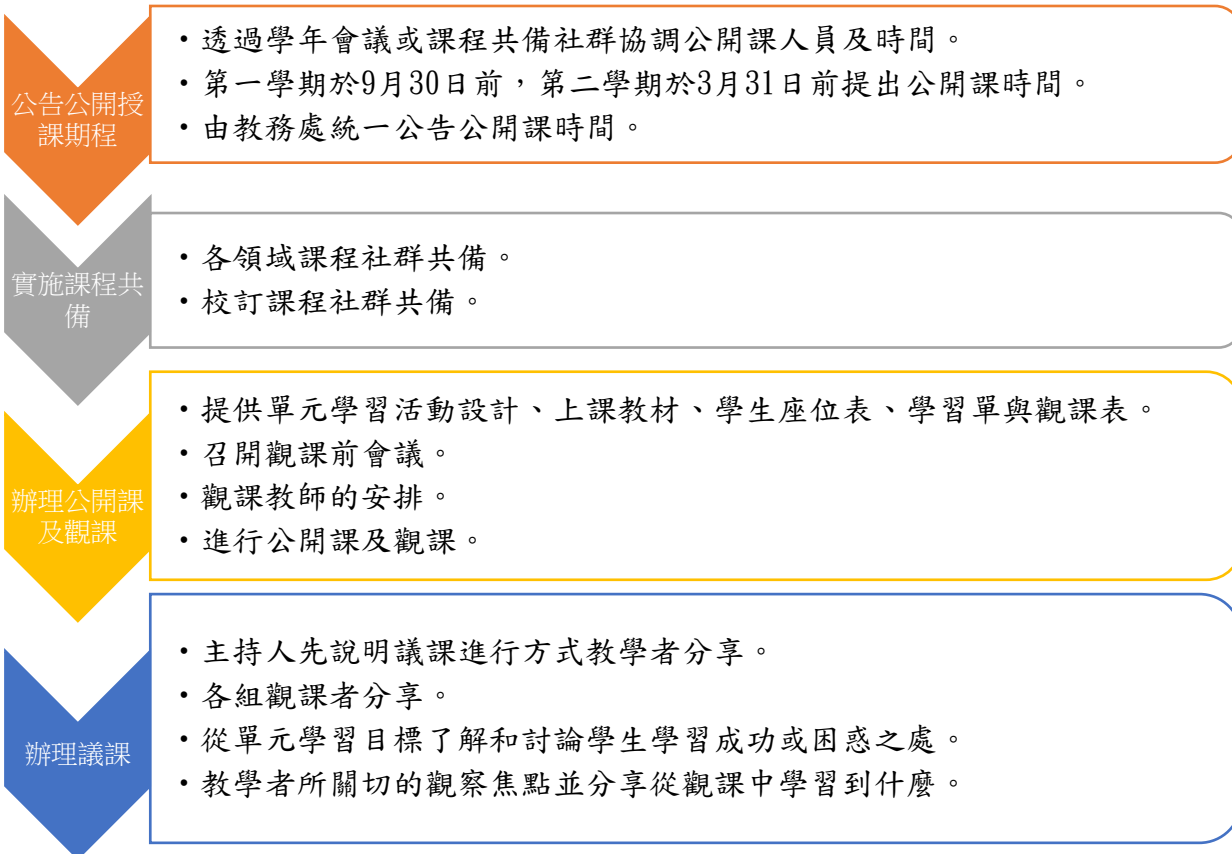 公告公開授
課期程
・透過學年會議或課程共備社群協調公開課人員及時間。
・第一學期於9月30日前，第二學期於3月31日前提出公開課時間。
・由教務處統一公告公開課時間。
實施課程共
備
・各領域課程社群共備。
・校訂課程社群共備。
辦理公開課
及觀課
・提供單元學習活動設計、上課教材、學生座位表、學習單與觀課表。
・召開觀課前會議。
・觀課教師的安排。
・進行公開課及觀課。
辦理議課
・主持人先說明議課進行方式教學者分享。
・各組觀課者分享。
・從單元學習目標了解和討論學生學習成功或困惑之處。
・教學者所關切的觀察焦點並分享從觀課中學習到什麼。